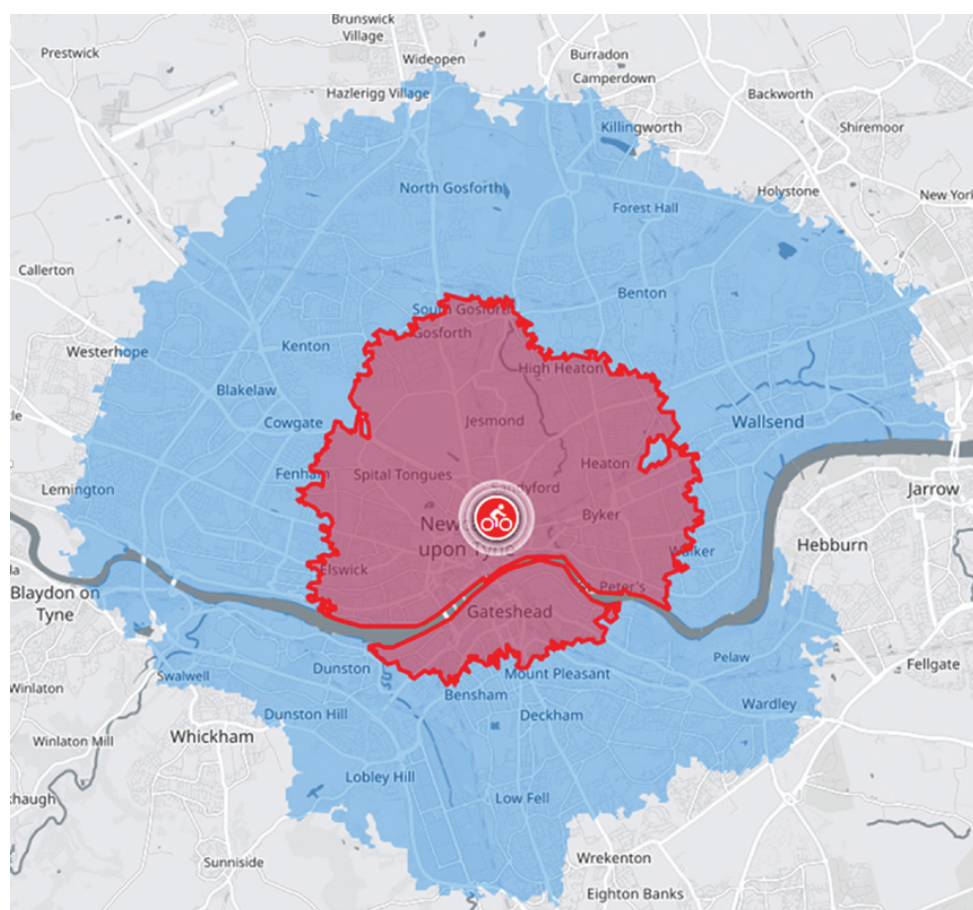 Brunswick
Village
Prestwick
Wideopen
Burradon
Camperdown
Hazlerigg Village
Backworth
Killingworth
Shiremoor
North Gosforth
Holystone
New York
Forest Hall
Callerton
Benton
South Gosforth
Gosforth
Kenton
Westerhope
High Heaton
Blakelaw
Cowgate
Jesmond
Wallsend
Fenham
Spital Tongues
Heaton
Lemington
Sandyford
Jarrow
Byker
upon Tyne
Hebburn
Walker
Elswick
St. Peter's
Blaydon on
Tyne
Gateshead
Pelaw
Fellgate
Dunston
Swalwell
Mount Pleasant
Winlaton
Bensham
Wardley
Dunston Hill
Deckham
Whickham
Winlaton Mill
Lobley Hill
Low Fell
Wrekenton
Sunniside
Eighton Banks